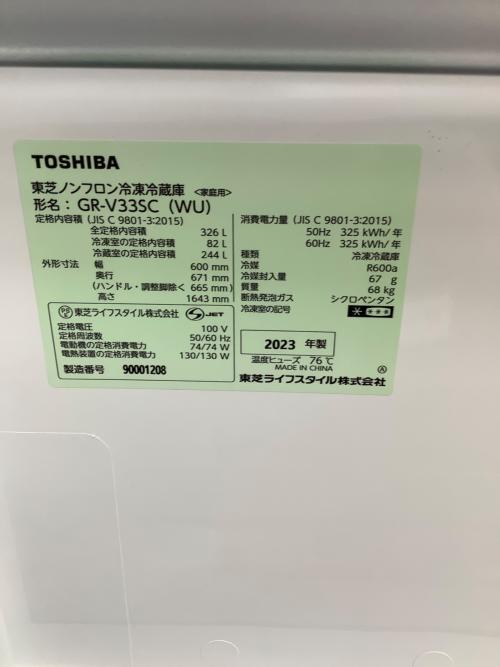 TOSHIBA
東芝ノンフロン冷凍冷蔵庫 <家庭用>
形名：GR-V33SC (WU)
定格内容積 (JIS C 9801-3:2015)
全定格内容積 326 L
冷凍室の定格内容積 82 L
冷蔵室の定格内容積 244 L
外形寸法 幅 600 mm
奥行 671 mm
(ハンドル・調整脚除く 665 mm)
高さ 1643 mm
PSE 東芝ライフスタイル株式会社 JET
定格電圧 100 V
定格周波数 50/60 Hz
電動機の定格消費電力 74/74 W
電熱装置の定格消費電力 130/130 W
製造番号 90001208
消費電力量 (JIS C 9801-3:2015)
50Hz 325 kWh/年
60Hz 325 kWh/年
種類 冷凍冷蔵庫
冷媒 R600a
冷媒封入量 67 g
質量 68 kg
断熱発泡ガス シクロペンタン
冷凍室の記号
2023 年製
温度ヒューズ 76℃
MADE IN CHINA
Ⓐ
東芝ライフスタイル株式会社